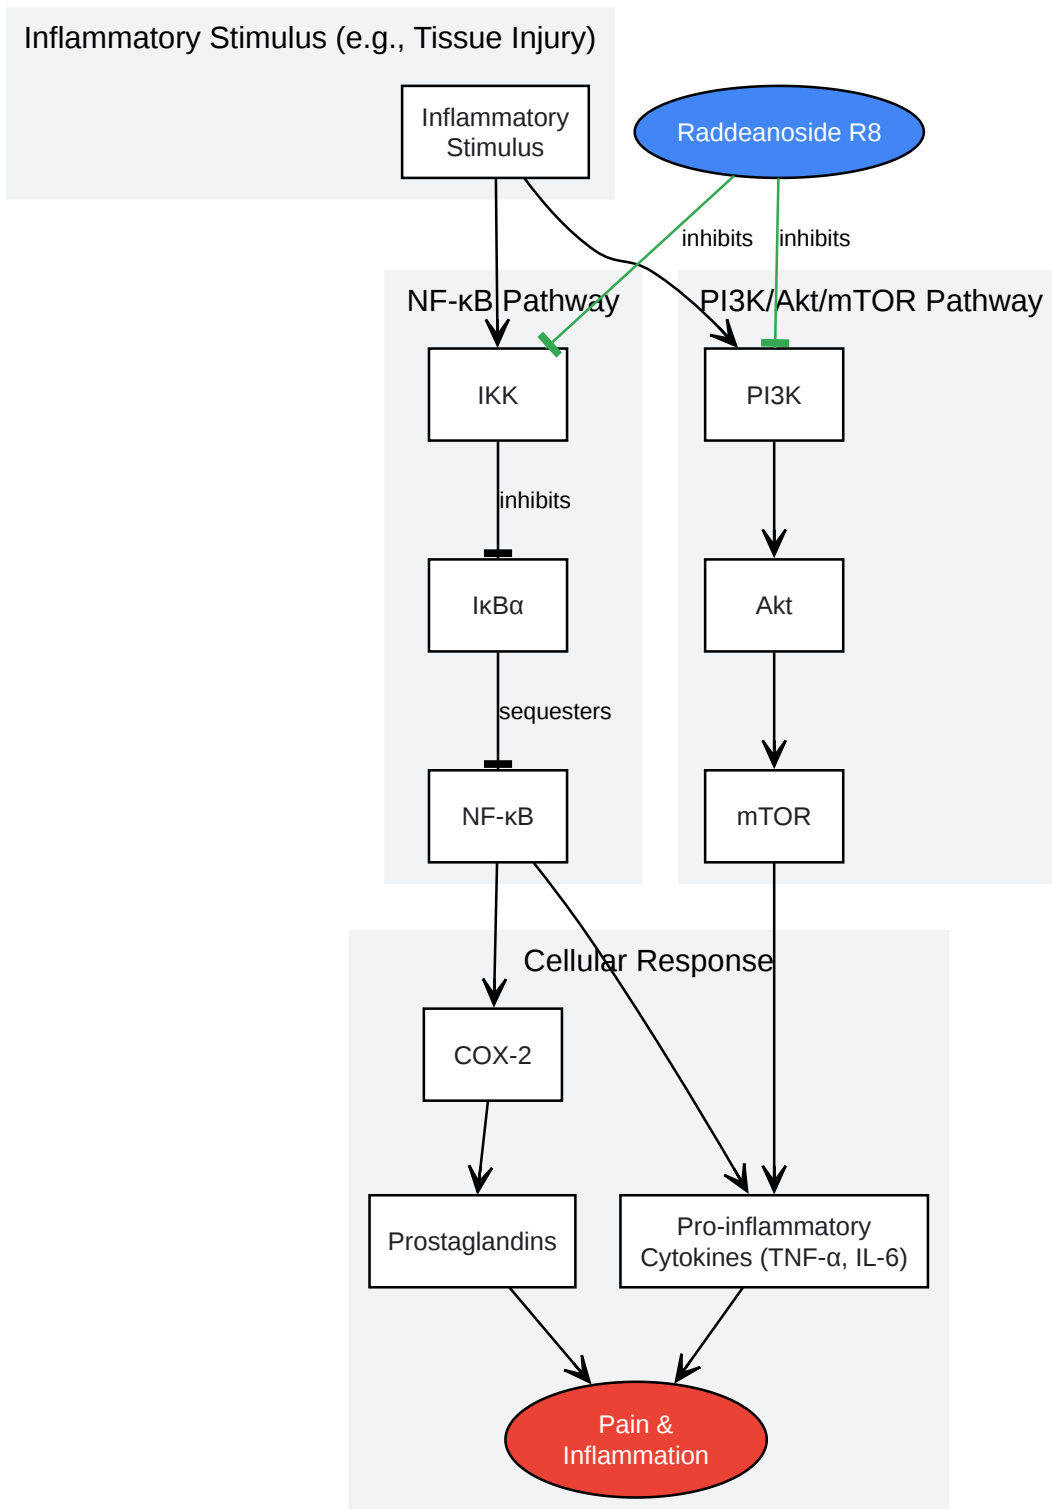 Inflammatory Stimulus (e.g., Tissue Injury)
Inflammatory
Stimulus
Raddeanoside R8
inhibits
inhibits
NF-κB Pathway
PI3K/Akt/mTOR Pathway
IKK
PI3K
inhibits
IκBα
Akt
sequesters
NF-κB
mTOR
Cellular Response
COX-2
Prostaglandins
Pro-inflammatory
Cytokines (TNF-α, IL-6)
Pain &
Inflammation